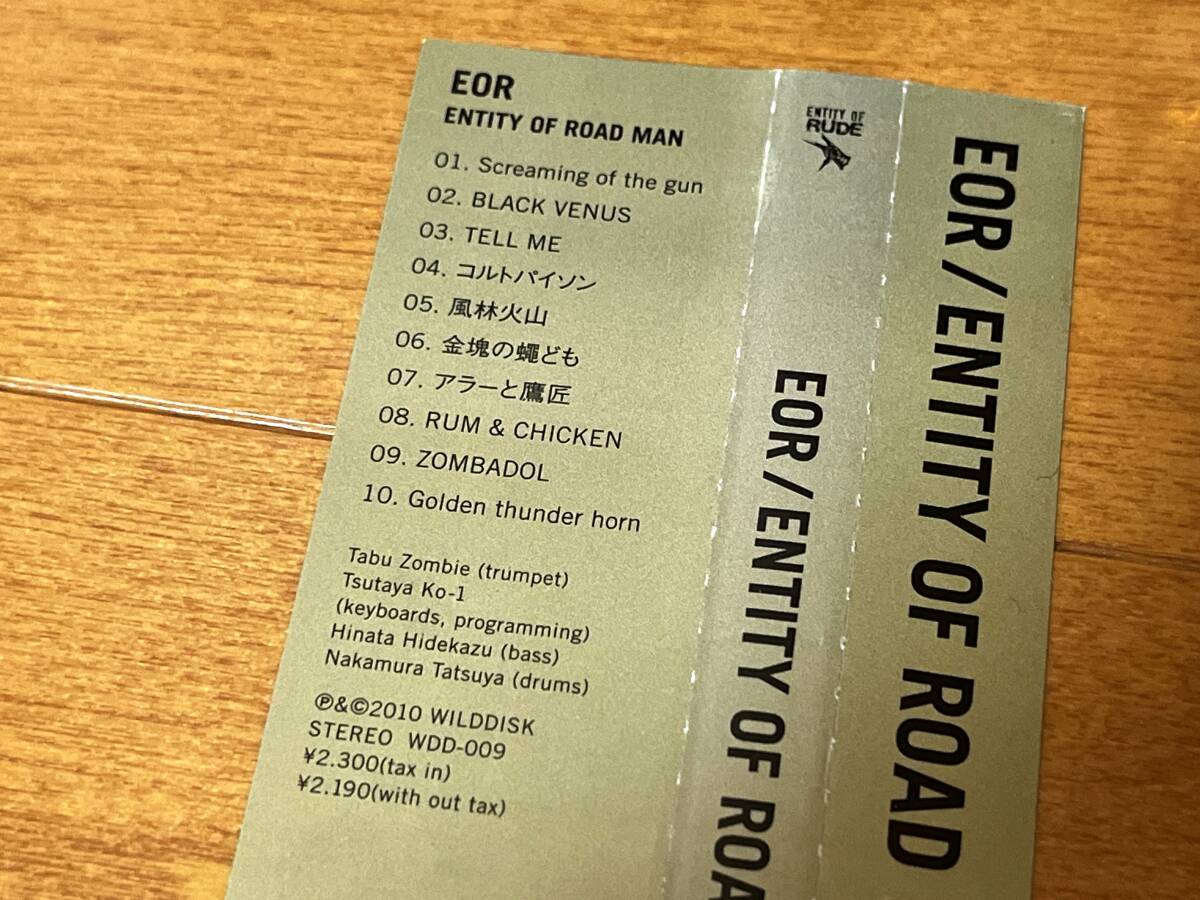 EOR
ENTITY OF ROAD MAN
01. Screaming of the gun
02. BLACK VENUS
03. TELL ME
04. コルトパイソン
05. 風林火山
06. 金塊の蠅ども
07. アラーと鷹匠
08. RUM & CHICKEN
09. ZOMBADOL
10. Golden thunder horn
Tabu Zombie (trumpet)
Tsutaya Ko-1
(keyboards, programming)
Hinata Hidekazu (bass)
Nakamura Tatsuya (drums)
℗&©2010 WILDDISK
STEREO WDD-009
¥2.300(tax in)
¥2.190(with out tax)
ENTITY OF
RUDE
EOR/ENTITY OF ROA
EOR/ENTITY OF ROAD